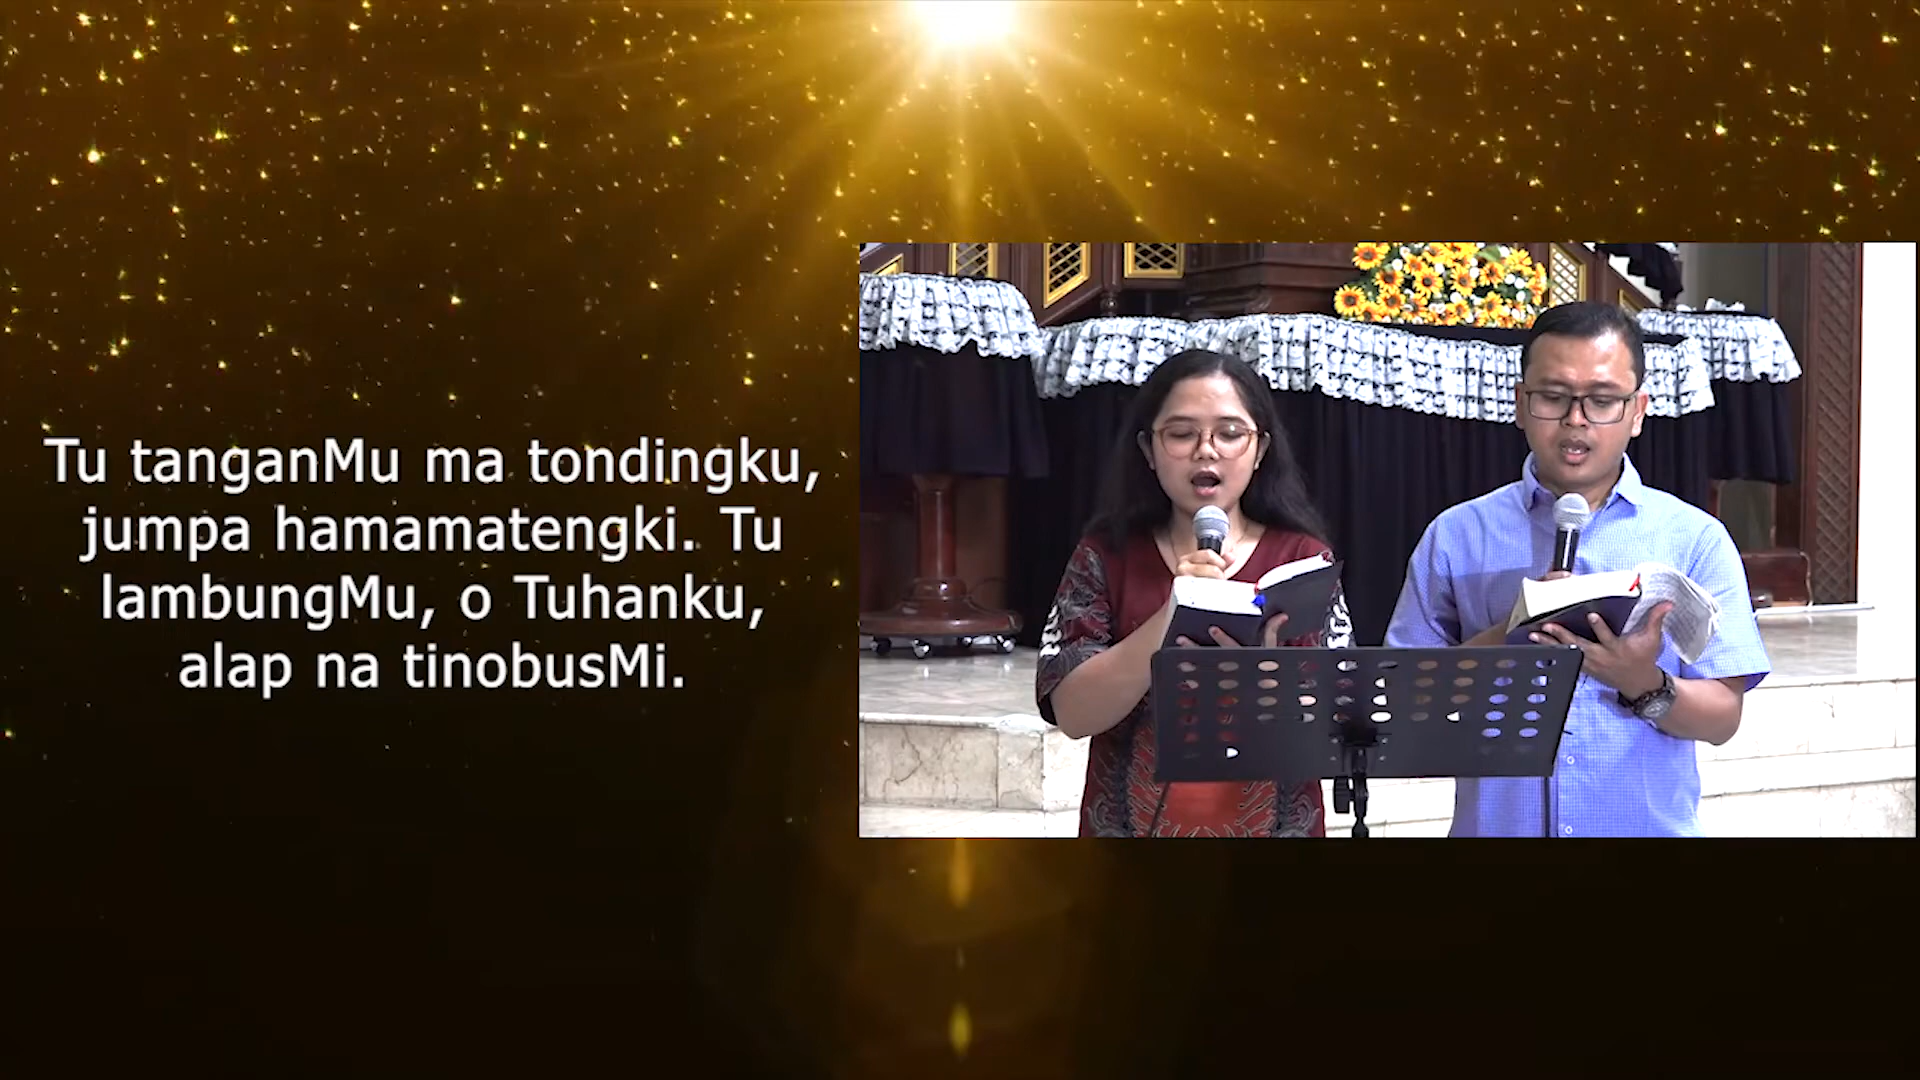 Tu tanganMu ma tondingku,
jumpa hamamatengki. Tu
lambungMu, o Tuhanku,
alap na tinobusMi.